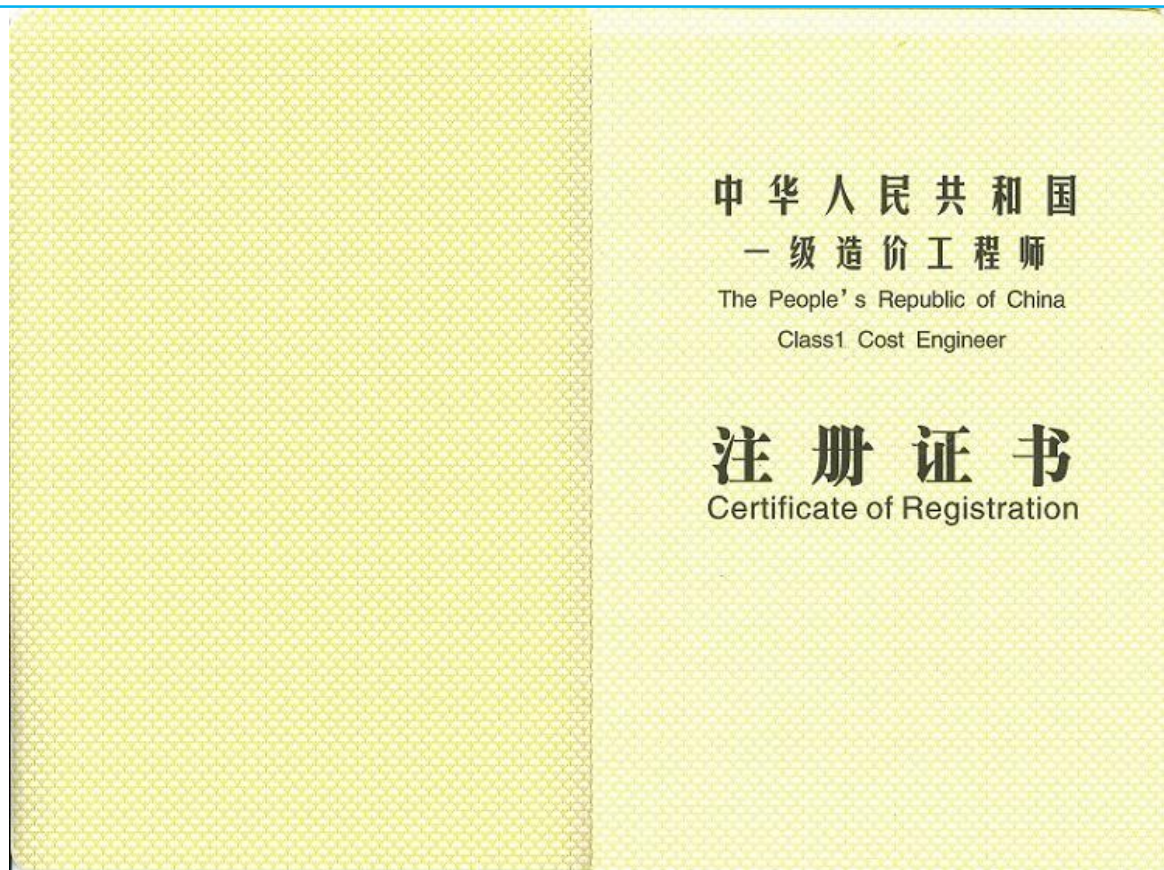 中华人民共和国
一级造价工程师
The People's Republic of China
Class1 Cost Engineer
注册证书
Certificate of Registration